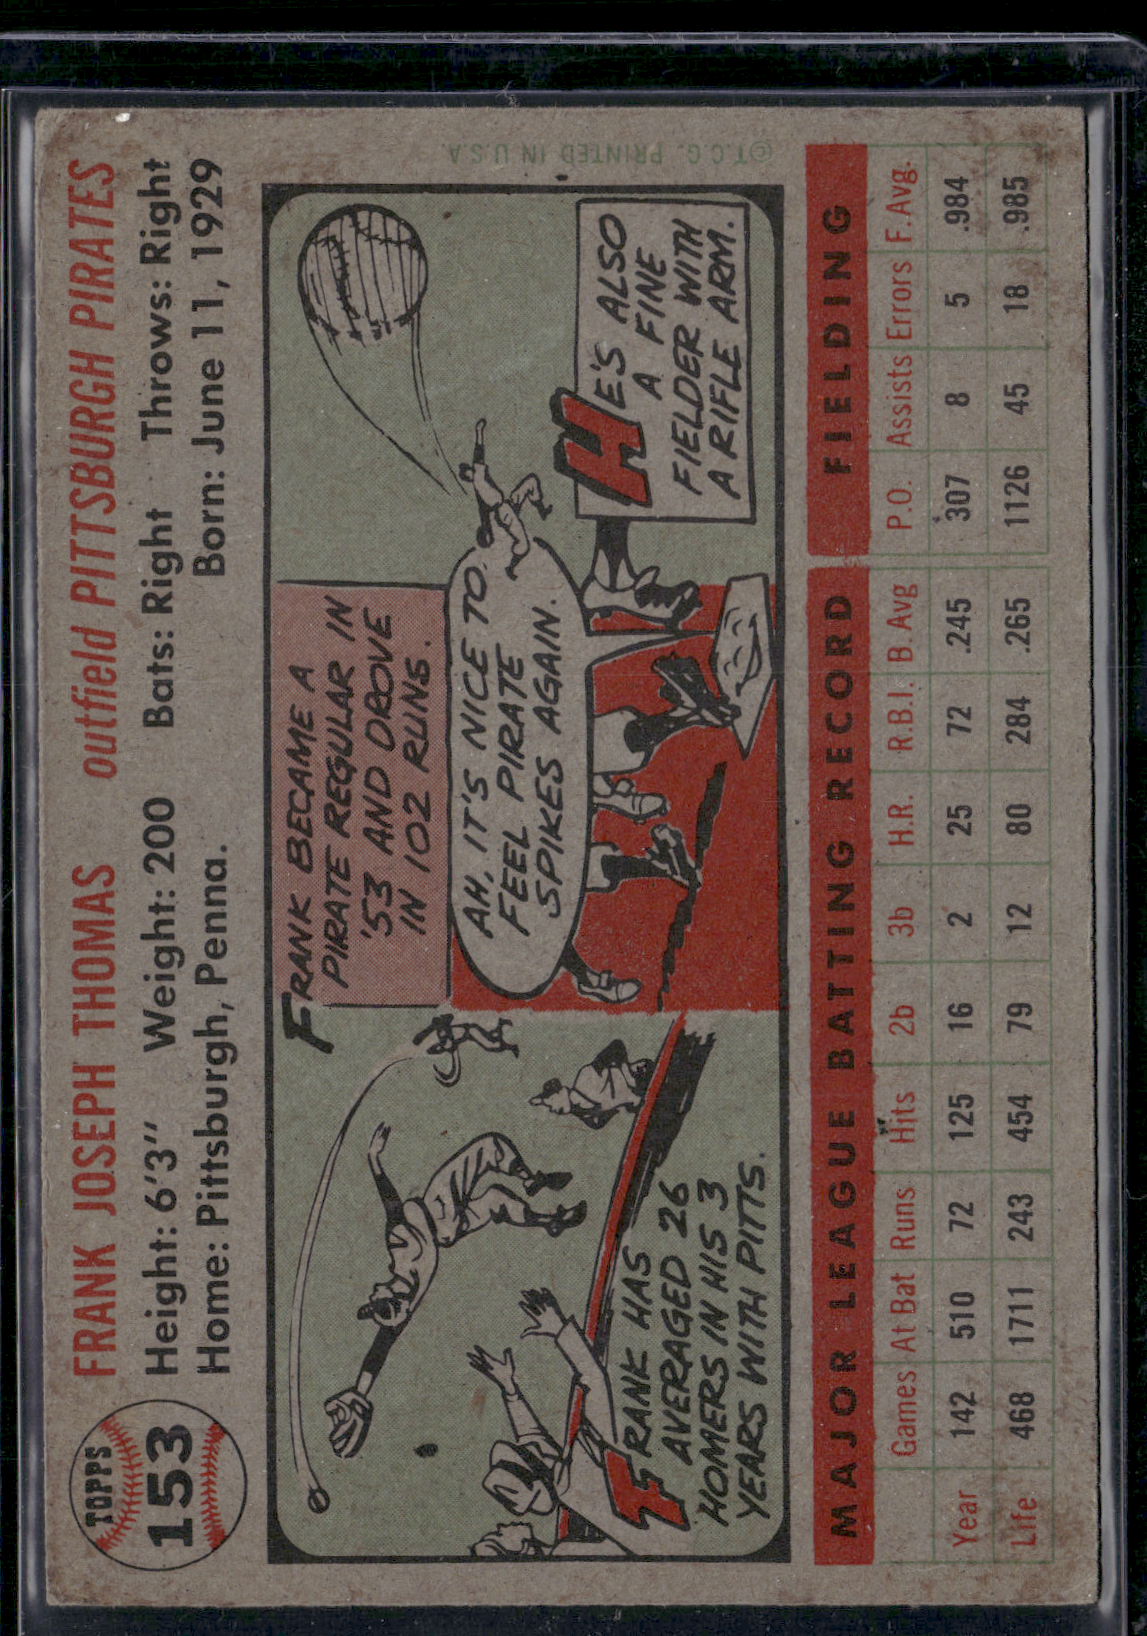 TOPPS
153
FRANK JOSEPH THOMAS outfield PITTSBURGH PIRATES
Height: 6'3" Weight: 200 Bats: Right Throws: Right
Home: Pittsburgh, Penna. Born: June 11, 1929
FRANK HAS
AVERAGED 26
HOMERS IN HIS 3
YEARS WITH PITTS.
FRANK BECAME A
PIRATE REGULAR IN
'53 AND DROVE
IN 102 RUNS.
AH, IT'S NICE TO
FEEL PIRATE
SPIKES AGAIN.
HE'S ALSO
A FINE
FIELDER WITH
A RIFLE ARM.
©T.C.G. PRINTED IN U.S.A.
MAJOR LEAGUE BATTING RECORD FIELDING
Games At Bat Runs Hits 2b 3b H.R. R.B.I. B.Avg P.O. Assists Errors F.Avg.
Year 142 510 72 125 16 2 25 72 .245 307 8 5 .984
Life 468 1711 243 454 79 12 80 284 .265 1126 45 18 .985